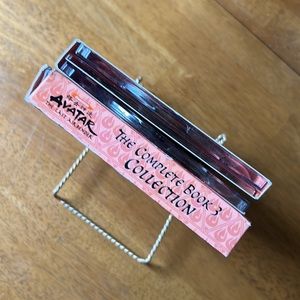 AVATAR
THE LAST AIRBENDER
THE COMPLETE BOOK 3
COLLECTION